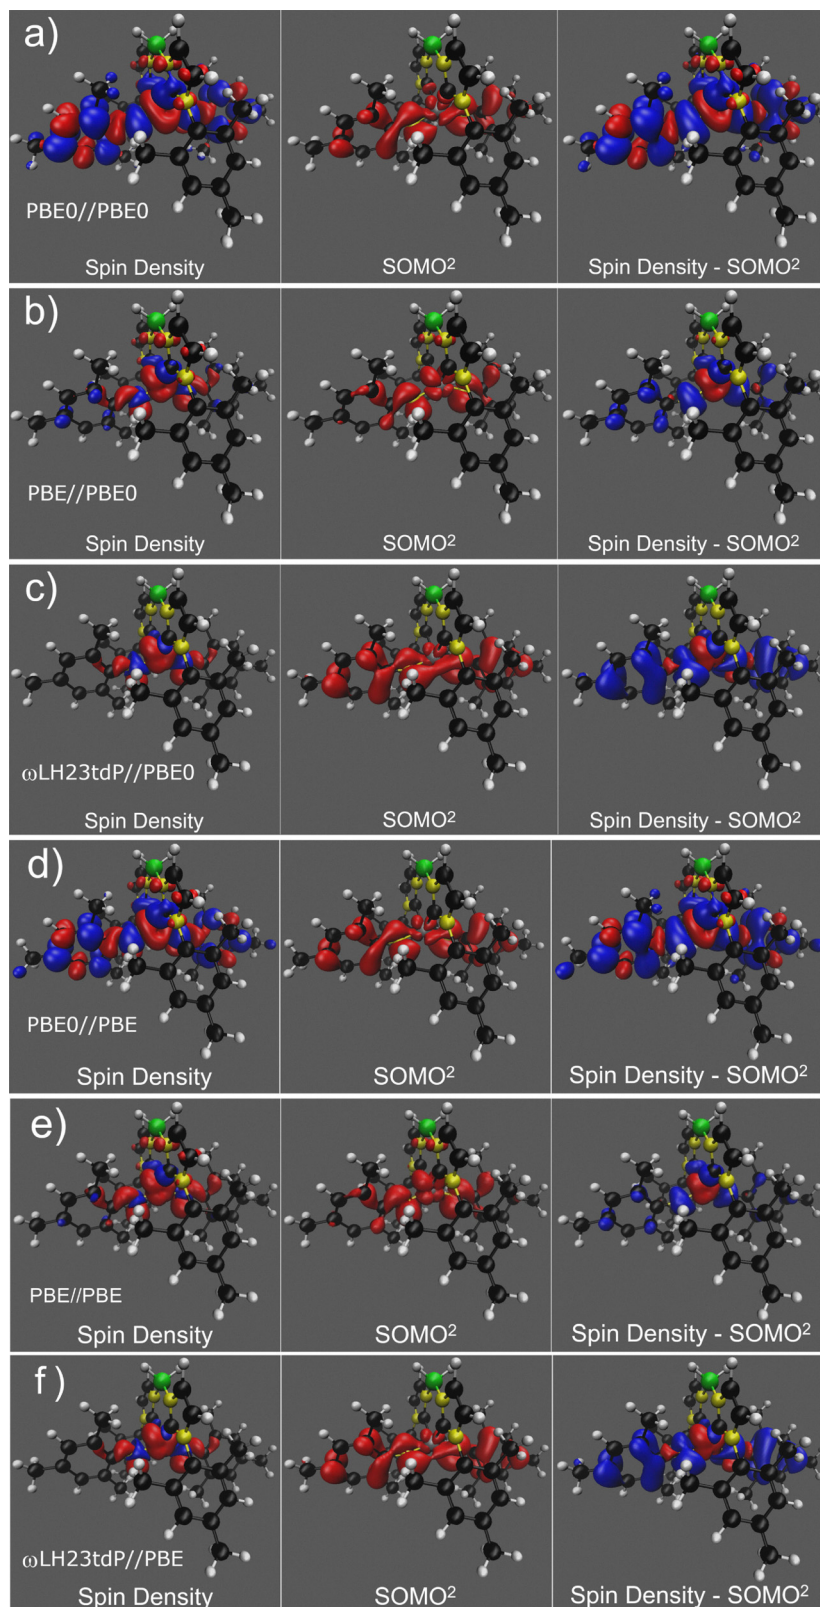 a)
PBE0//PBE0
Spin Density
SOMO²
Spin Density - SOMO²
b)
PBE//PBE0
Spin Density
SOMO²
Spin Density - SOMO²
c)
ωLH23tdP//PBE0
Spin Density
SOMO²
Spin Density - SOMO²
d)
PBE0//PBE
Spin Density
SOMO²
Spin Density - SOMO²
e)
PBE//PBE
Spin Density
SOMO²
Spin Density - SOMO²
f)
ωLH23tdP//PBE
Spin Density
SOMO²
Spin Density - SOMO²